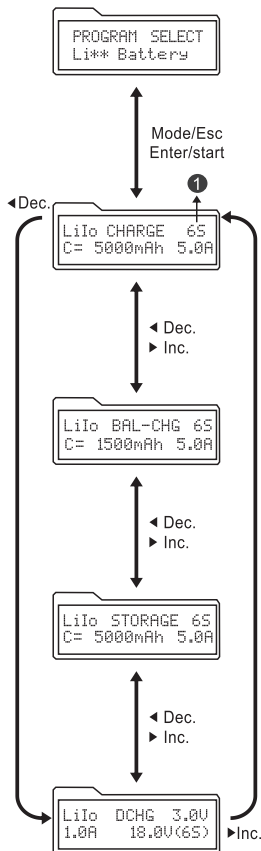 PROGRAM SELECT
Li** Battery
Mode/Esc
Enter/start
1
◀Dec.
LiIo CHARGE 6S
C= 5000mAh 5.0A
◀ Dec.
▶ Inc.
LiIo BAL-CHG 6S
C= 1500mAh 5.0A
◀ Dec.
▶ Inc.
LiIo STORAGE 6S
C= 5000mAh 5.0A
◀ Dec.
▶ Inc.
LiIo DCHG 3.0V
1.0A 18.0V(6S)
▶Inc.